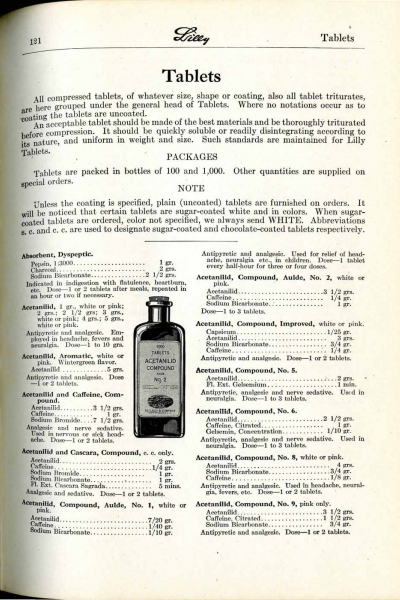 121
Lilly
Tablets
Tablets
All compressed tablets, of whatever size, shape or coating, also all tablet triturates,
are here grouped under the general head of Tablets. Where no notations occur as to
coating the tablets are uncoated.
An acceptable tablet should be made of the best materials and be thoroughly triturated
before compression. It should be quickly soluble or readily disintegrating according to
its nature, and uniform in weight and size. Such standards are maintained for Lilly
Tablets.
PACKAGES
Tablets are packed in bottles of 100 and 1,000. Other quantities are supplied on
special orders.
NOTE
Unless the coating is specified, plain (uncoated) tablets are furnished on orders. It
will be noticed that certain tablets are sugar-coated white and in colors. When sugar-
coated tablets are ordered, color not specified, we always send WHITE. Abbreviations
s. c. and c. c. are used to designate sugar-coated and chocolate-coated tablets respectively.
Absorbent, Dyspeptic.
Pepsin, 1:3000.................. 1 gr.
Charcoal.................. 2 grs.
Sodium Bicarbonate.................. 2 1/2 grs.
Indicated in indigestion with flatulence, heartburn,
etc. Dose—1 or 2 tablets after meals, repeated in
an hour or two if necessary.
Acetanilid, 1 gr., white or pink;
2 grs.; 2 1/2 grs; 3 grs.,
white or pink; 4 grs.; 5 grs.,
white or pink.
Antipyretic and analgesic. Em-
ployed in headache, fevers and
neuralgia. Dose—1 to 10 grs.
Acetanilid, Aromatic, white or
pink. Wintergreen flavor.
Acetanilid..........5 grs.
Antipyretic and analgesic. Dose
—1 or 2 tablets.
Acetanilid and Caffeine, Com-
pound.
Acetanilid..........3 1/2 grs.
Caffeine.......... 1 gr.
Sodium Bromide...7 1/2 grs.
Analgesic and nerve sedative.
Used in nervous or sick head-
ache. Dose—1 or 2 tablets.
TABLETS
ACETANILID
COMPOUND
No. 2
Acetanilid and Cascara, Compound, c. c. only.
Acetanilid.................. 2 grs.
Caffeine.................. 1/4 gr.
Sodium Bromide.................. 1 gr.
Sodium Bicarbonate.................. 1 gr.
Fl. Ext. Cascara Sagrada.................. 5 mins.
Analgesic and sedative. Dose—1 or 2 tablets.
Acetanilid, Compound, Aulde, No. 1, white or
pink.
Acetanilid.................. 7/20 gr.
Caffeine.................. 1/40 gr.
Sodium Bicarbonate.................. 1/10 gr.
Antipyretic and analgesic. Used for relief of head-
ache, neuralgia etc., in children. Dose—1 tablet
every half-hour for three or four doses.
Acetanilid, Compound, Aulde, No. 2, white or
pink.
Acetanilid..................3 1/2 grs.
Caffeine.................. 1/4 gr.
Sodium Bicarbonate.................. 1 gr.
Dose—1 to 3 tablets.
Acetanilid, Compound, Improved, white or pink.
Capsicum.................. 1/25 gr.
Acetanilid.................. 3 grs.
Sodium Bicarbonate.................. 3/4 gr.
Caffeine.................. 1/4 gr.
Antipyretic and analgesic. Dose—1 or 2 tablets.
Acetanilid, Compound, No. 5.
Acetanilid.................. 2 grs.
Fl. Ext. Gelsemium.................. 1 min.
Antipyretic, analgesic and nerve sedative. Used in
neuralgia. Dose—1 to 3 tablets.
Acetanilid, Compound, No. 6.
Acetanilid.................. 2 1/2 grs.
Caffeine, Citrated.................. 1 gr.
Gelsemin, Concentration.................. 1/10 gr.
Antipyretic, analgesic and nerve sedative. Used in
neuralgia. Dose—1 to 3 tablets.
Acetanilid, Compound, No. 8, white or pink.
Acetanilid.................. 4 grs.
Sodium Bicarbonate.................. 3/4 gr.
Caffeine.................. 1/8 gr.
Antipyretic and analgesic. Used in headache, neural-
gia, fevers, etc. Dose—1 or 2 tablets.
Acetanilid, Compound, No. 9, pink only.
Acetanilid..................3 1/2 grs.
Caffeine, Citrated.................. 1 1/2 grs.
Sodium Bicarbonate.................. 3/4 gr.
Antipyretic and analgesic. Dose—1 or 2 tablets.